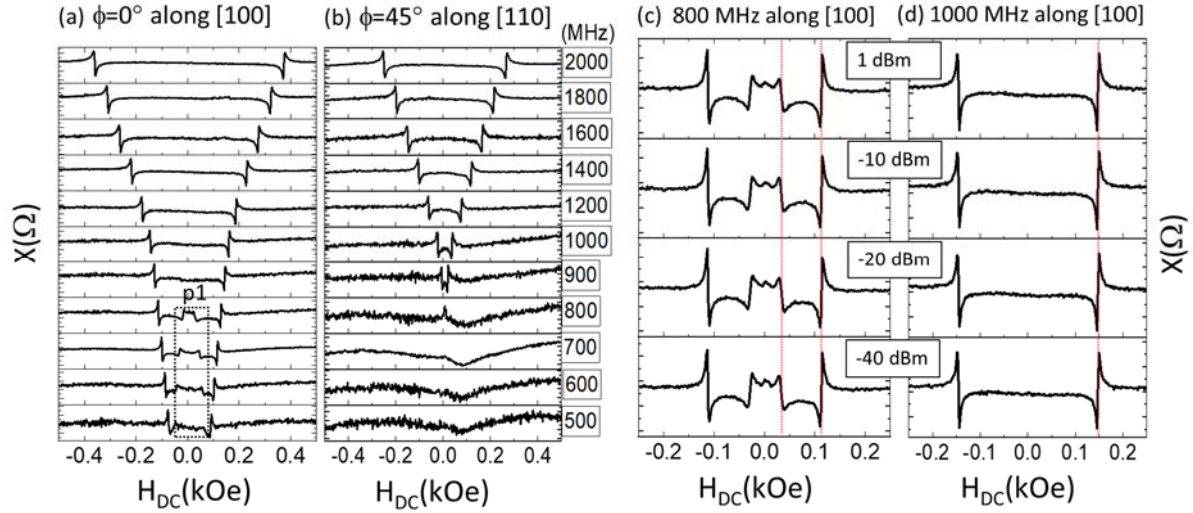 (a) ϕ=0° along [100]
(b) ϕ=45° along [110]
(MHz)
(c) 800 MHz along [100]
(d) 1000 MHz along [100]
2000
1800
1600
1400
1200
1000
900
800
700
600
500
p1
1 dBm
-10 dBm
-20 dBm
-40 dBm
X(Ω)
X(Ω)
-0.4 -0.2 0.0 0.2 0.4
-0.4 -0.2 0.0 0.2 0.4
-0.2 -0.1 0.0 0.1 0.2
-0.2 -0.1 0.0 0.1 0.2
H_DC(kOe)
H_DC(kOe)
H_DC(kOe)
H_DC(kOe)